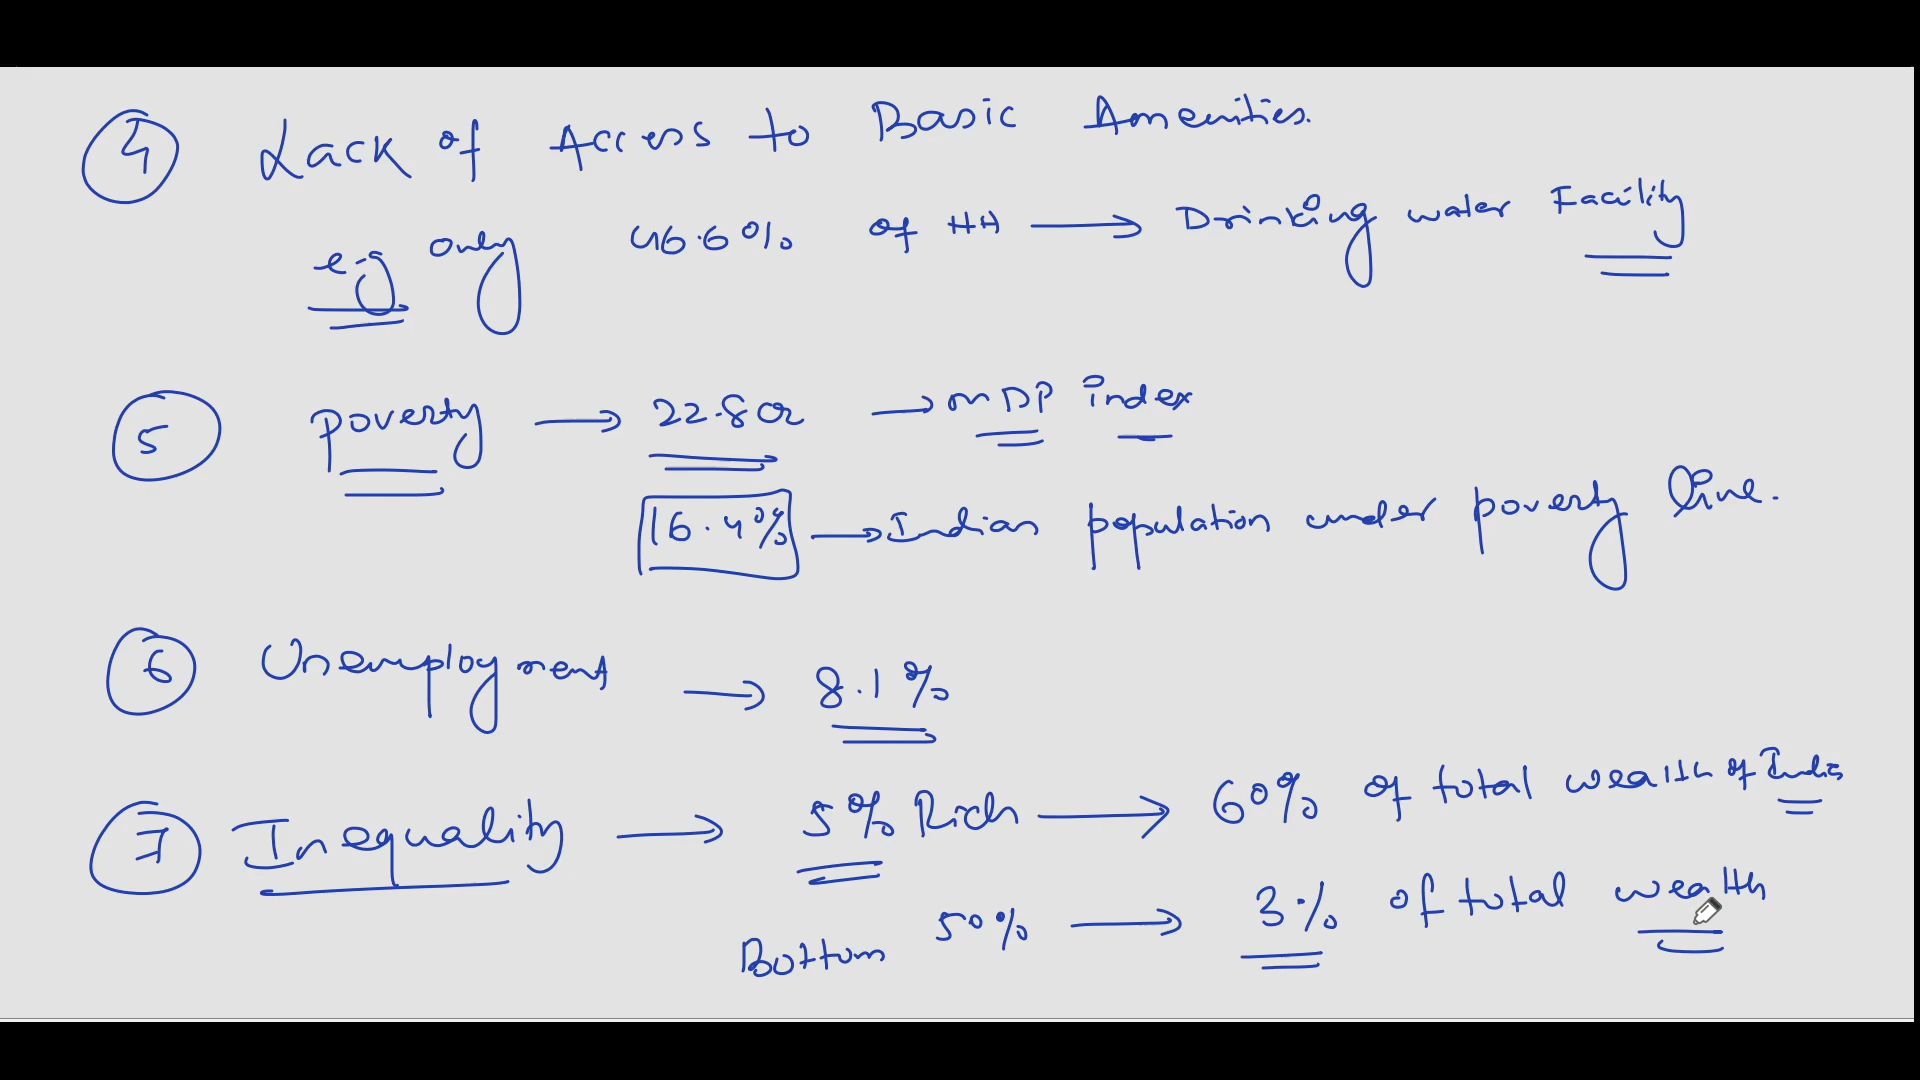 4 Lack of Access to Basic Amenities.
eg only 46.60% of HH → Drinking water Facility
5 poverty → 22.8 cr → MDP index
16.4% → Indian population under poverty line.
6 Unemployment → 8.1%
7 Inequality → 5% Rich → 60% of total wealth of India
Bottom 50% → 3% of total wealth